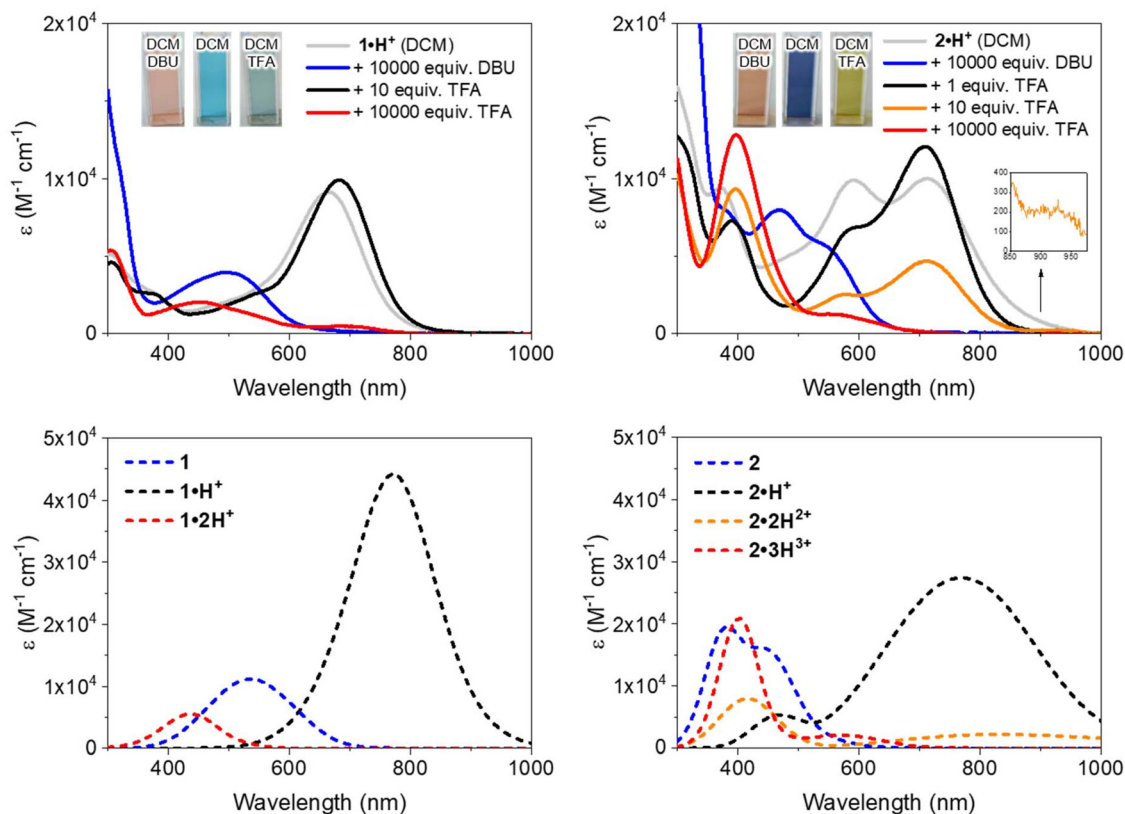 2x10⁴
1x10⁴
0
ε (M⁻¹ cm⁻¹)
DCM DBU
DCM
DCM TFA
1•H⁺ (DCM)
+ 10000 equiv. DBU
+ 10 equiv. TFA
+ 10000 equiv. TFA
400 600 800 1000
Wavelength (nm)
2x10⁴
1x10⁴
0
ε (M⁻¹ cm⁻¹)
DCM DBU
DCM
DCM TFA
2•H⁺ (DCM)
+ 10000 equiv. DBU
+ 1 equiv. TFA
+ 10 equiv. TFA
+ 10000 equiv. TFA
400
300
200
100
0
850 900 950
400 600 800 1000
Wavelength (nm)
5x10⁴
4x10⁴
3x10⁴
2x10⁴
1x10⁴
0
ε (M⁻¹ cm⁻¹)
1
1•H⁺
1•2H⁺
400 600 800 1000
Wavelength (nm)
5x10⁴
4x10⁴
3x10⁴
2x10⁴
1x10⁴
0
ε (M⁻¹ cm⁻¹)
2
2•H⁺
2•2H²⁺
2•3H³⁺
400 600 800 1000
Wavelength (nm)